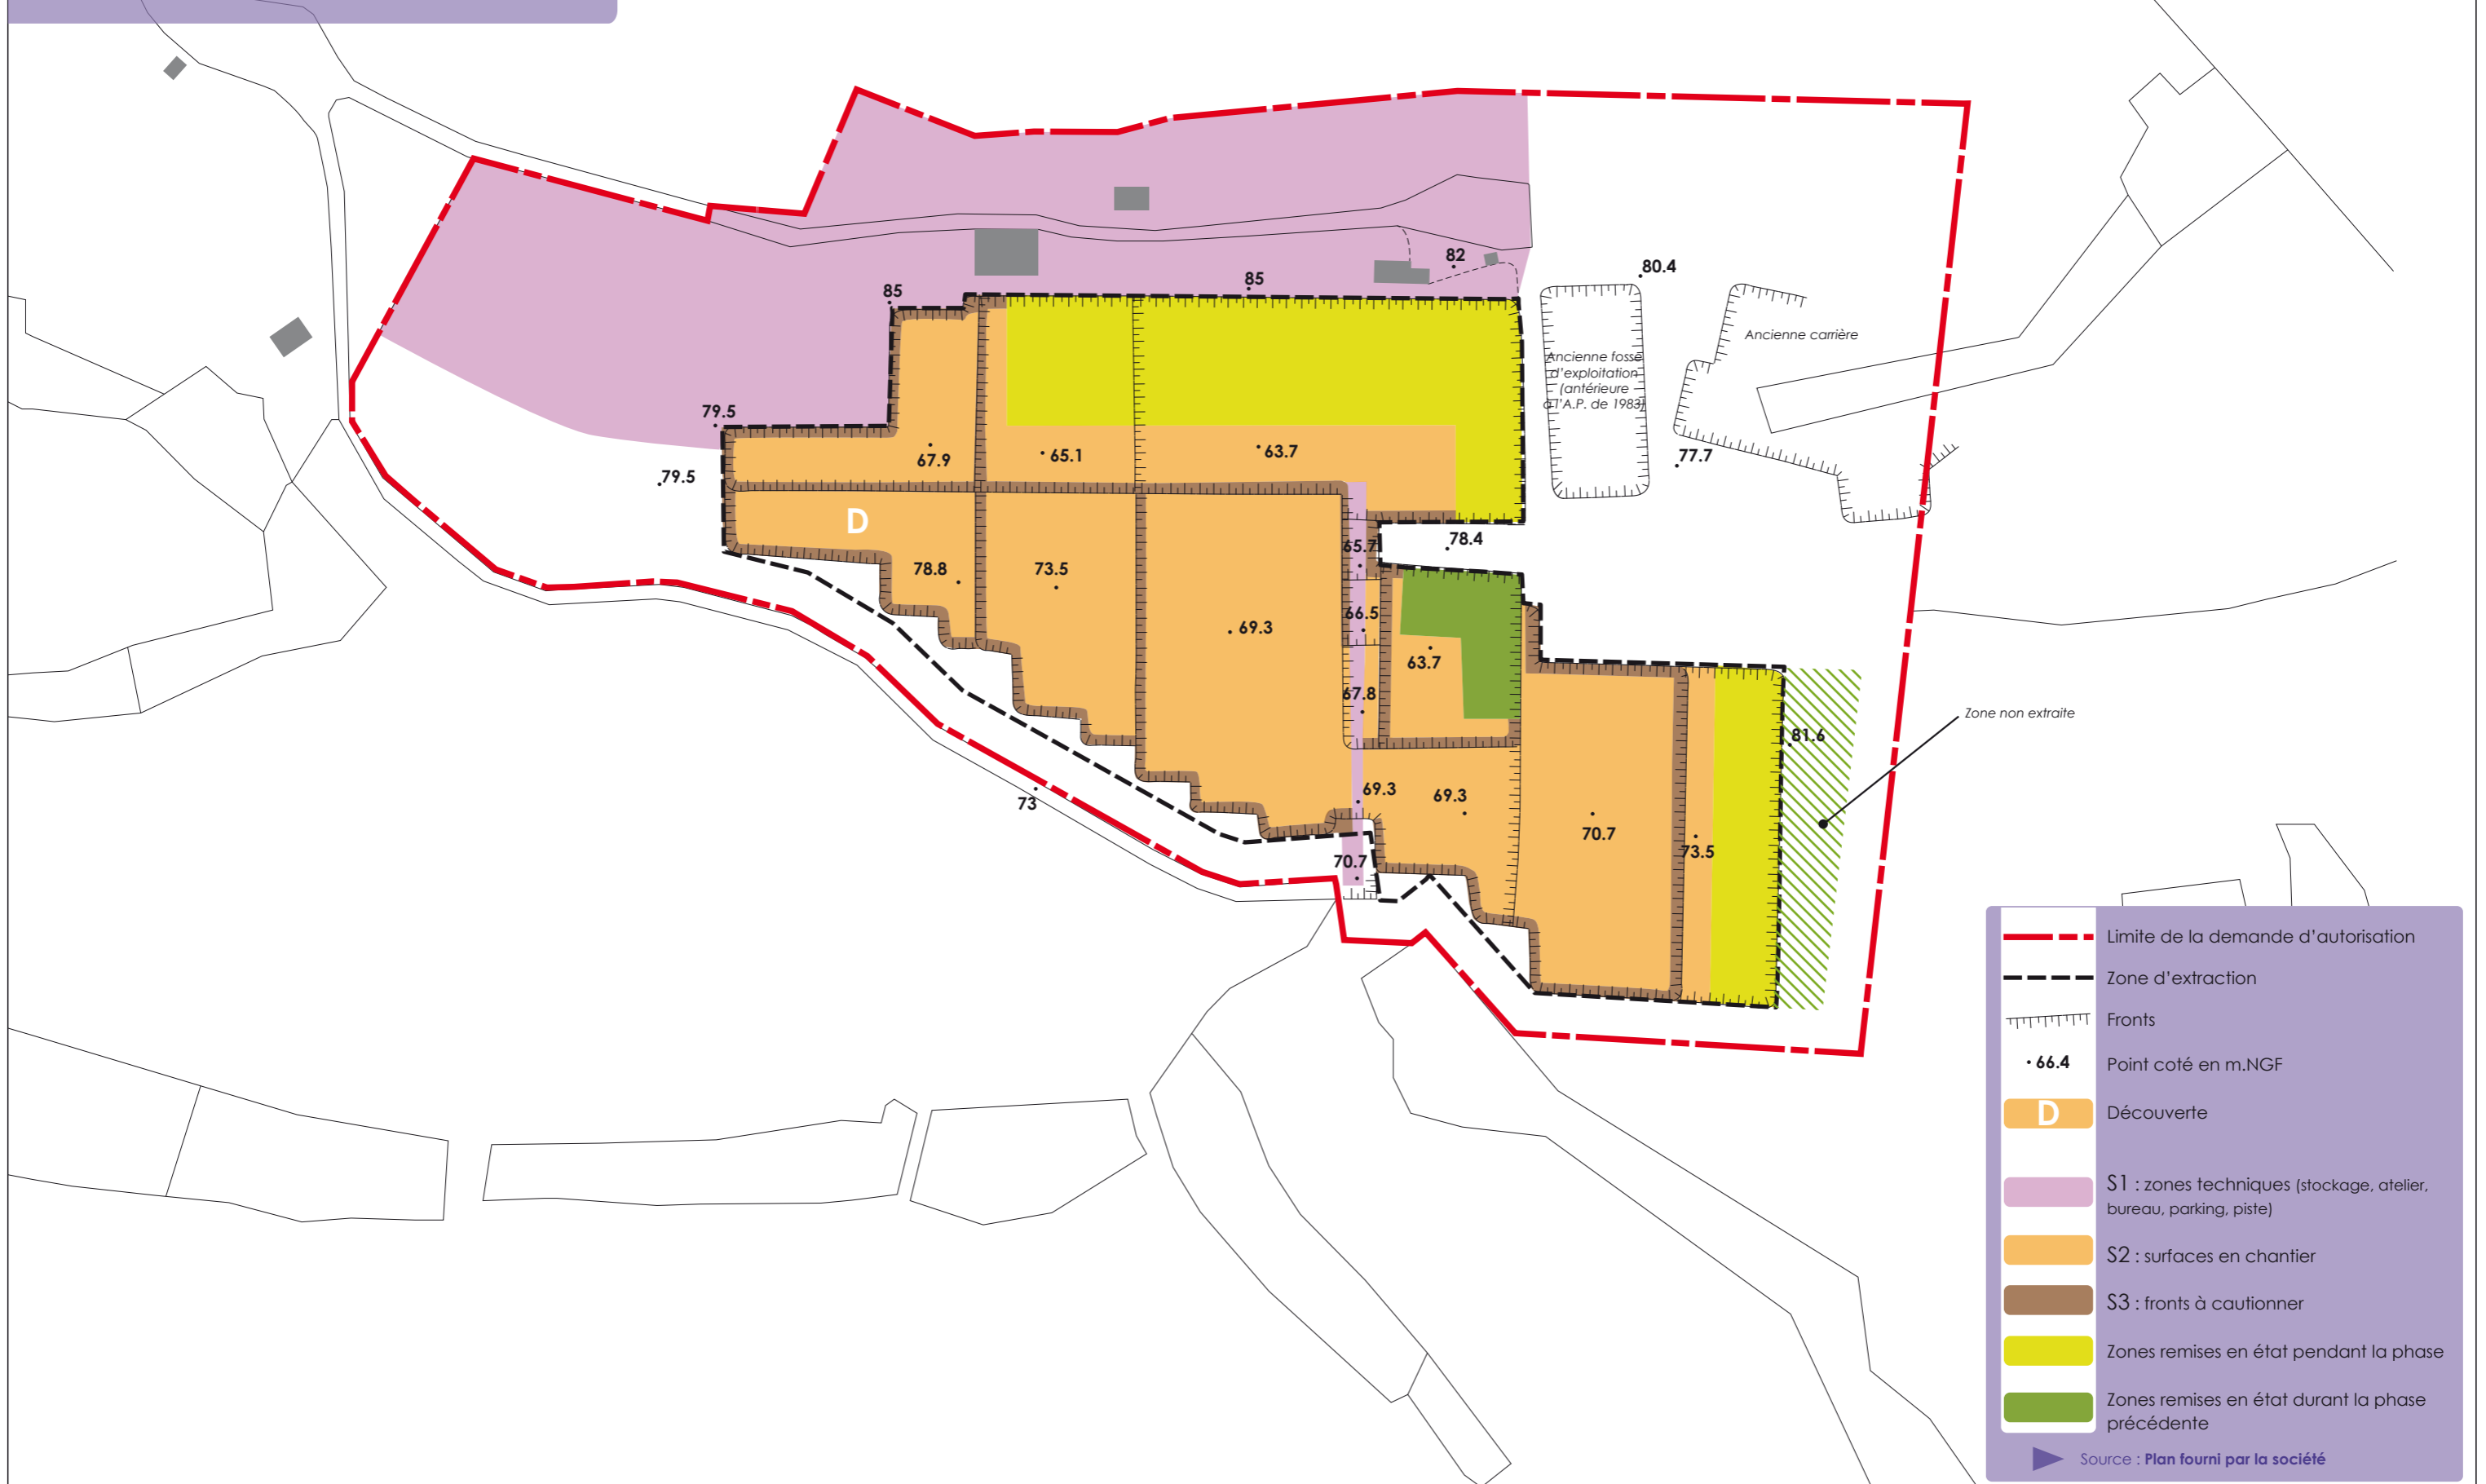 82
80.4
85
85
Ancienne carrière
Ancienne fosse
d'exploitation
(antérieure
à l'A.P. de 1983)
79.5
67.9
65.1
63.7
77.7
79.5
D
78.4
65.7
78.8
73.5
66.5
69.3
63.7
67.8
Zone non extraite
81.6
73
69.3
69.3
70.7
73.5
70.7
Limite de la demande d'autorisation
Zone d'extraction
Fronts
66.4 Point coté en m.NGF
D Découverte
S1 : zones techniques (stockage, atelier,
bureau, parking, piste)
S2 : surfaces en chantier
S3 : fronts à cautionner
Zones remises en état pendant la phase
Zones remises en état durant la phase
précédente
Source : Plan fourni par la société